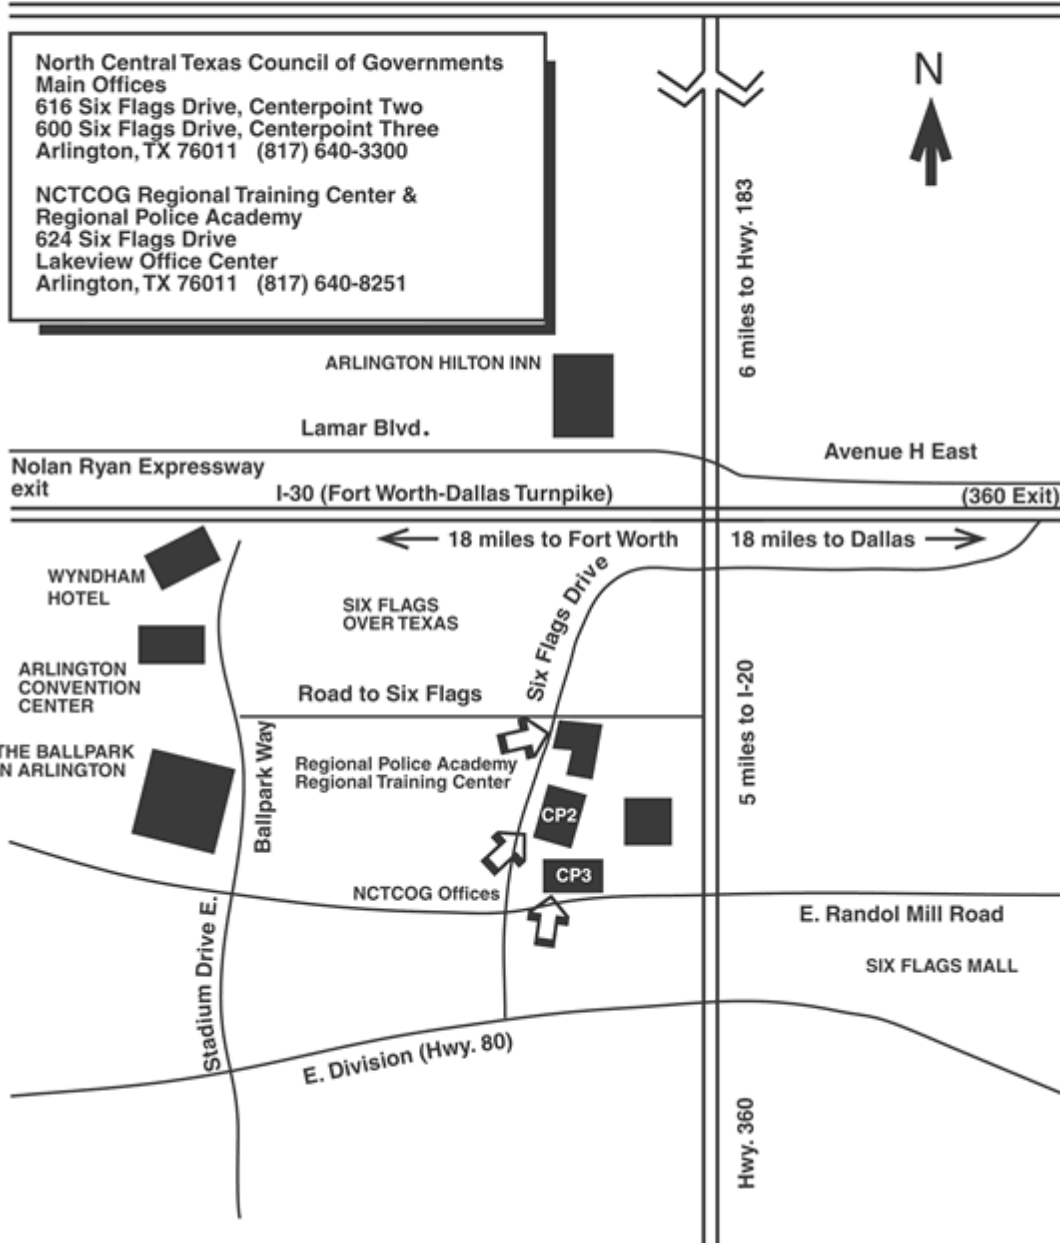 North Central Texas Council of Governments
Main Offices
616 Six Flags Drive, Centerpoint Two
600 Six Flags Drive, Centerpoint Three
Arlington, TX 76011 (817) 640-3300
NCTCOG Regional Training Center &
Regional Police Academy
624 Six Flags Drive
Lakeview Office Center
Arlington, TX 76011 (817) 640-8251
N
6 miles to Hwy. 183
ARLINGTON HILTON INN
Lamar Blvd.
Avenue H East
Nolan Ryan Expressway
exit
I-30 (Fort Worth-Dallas Turnpike)
(360 Exit)
18 miles to Fort Worth
18 miles to Dallas
WYNDHAM
HOTEL
SIX FLAGS
OVER TEXAS
Six Flags Drive
ARLINGTON
CONVENTION
CENTER
Road to Six Flags
5 miles to I-20
THE BALLPARK
N ARLINGTON
Ballpark Way
Regional Police Academy
Regional Training Center
CP2
CP3
NCTCOG Offices
E. Randol Mill Road
Stadium Drive E.
SIX FLAGS MALL
E. Division (Hwy. 80)
Hwy. 360